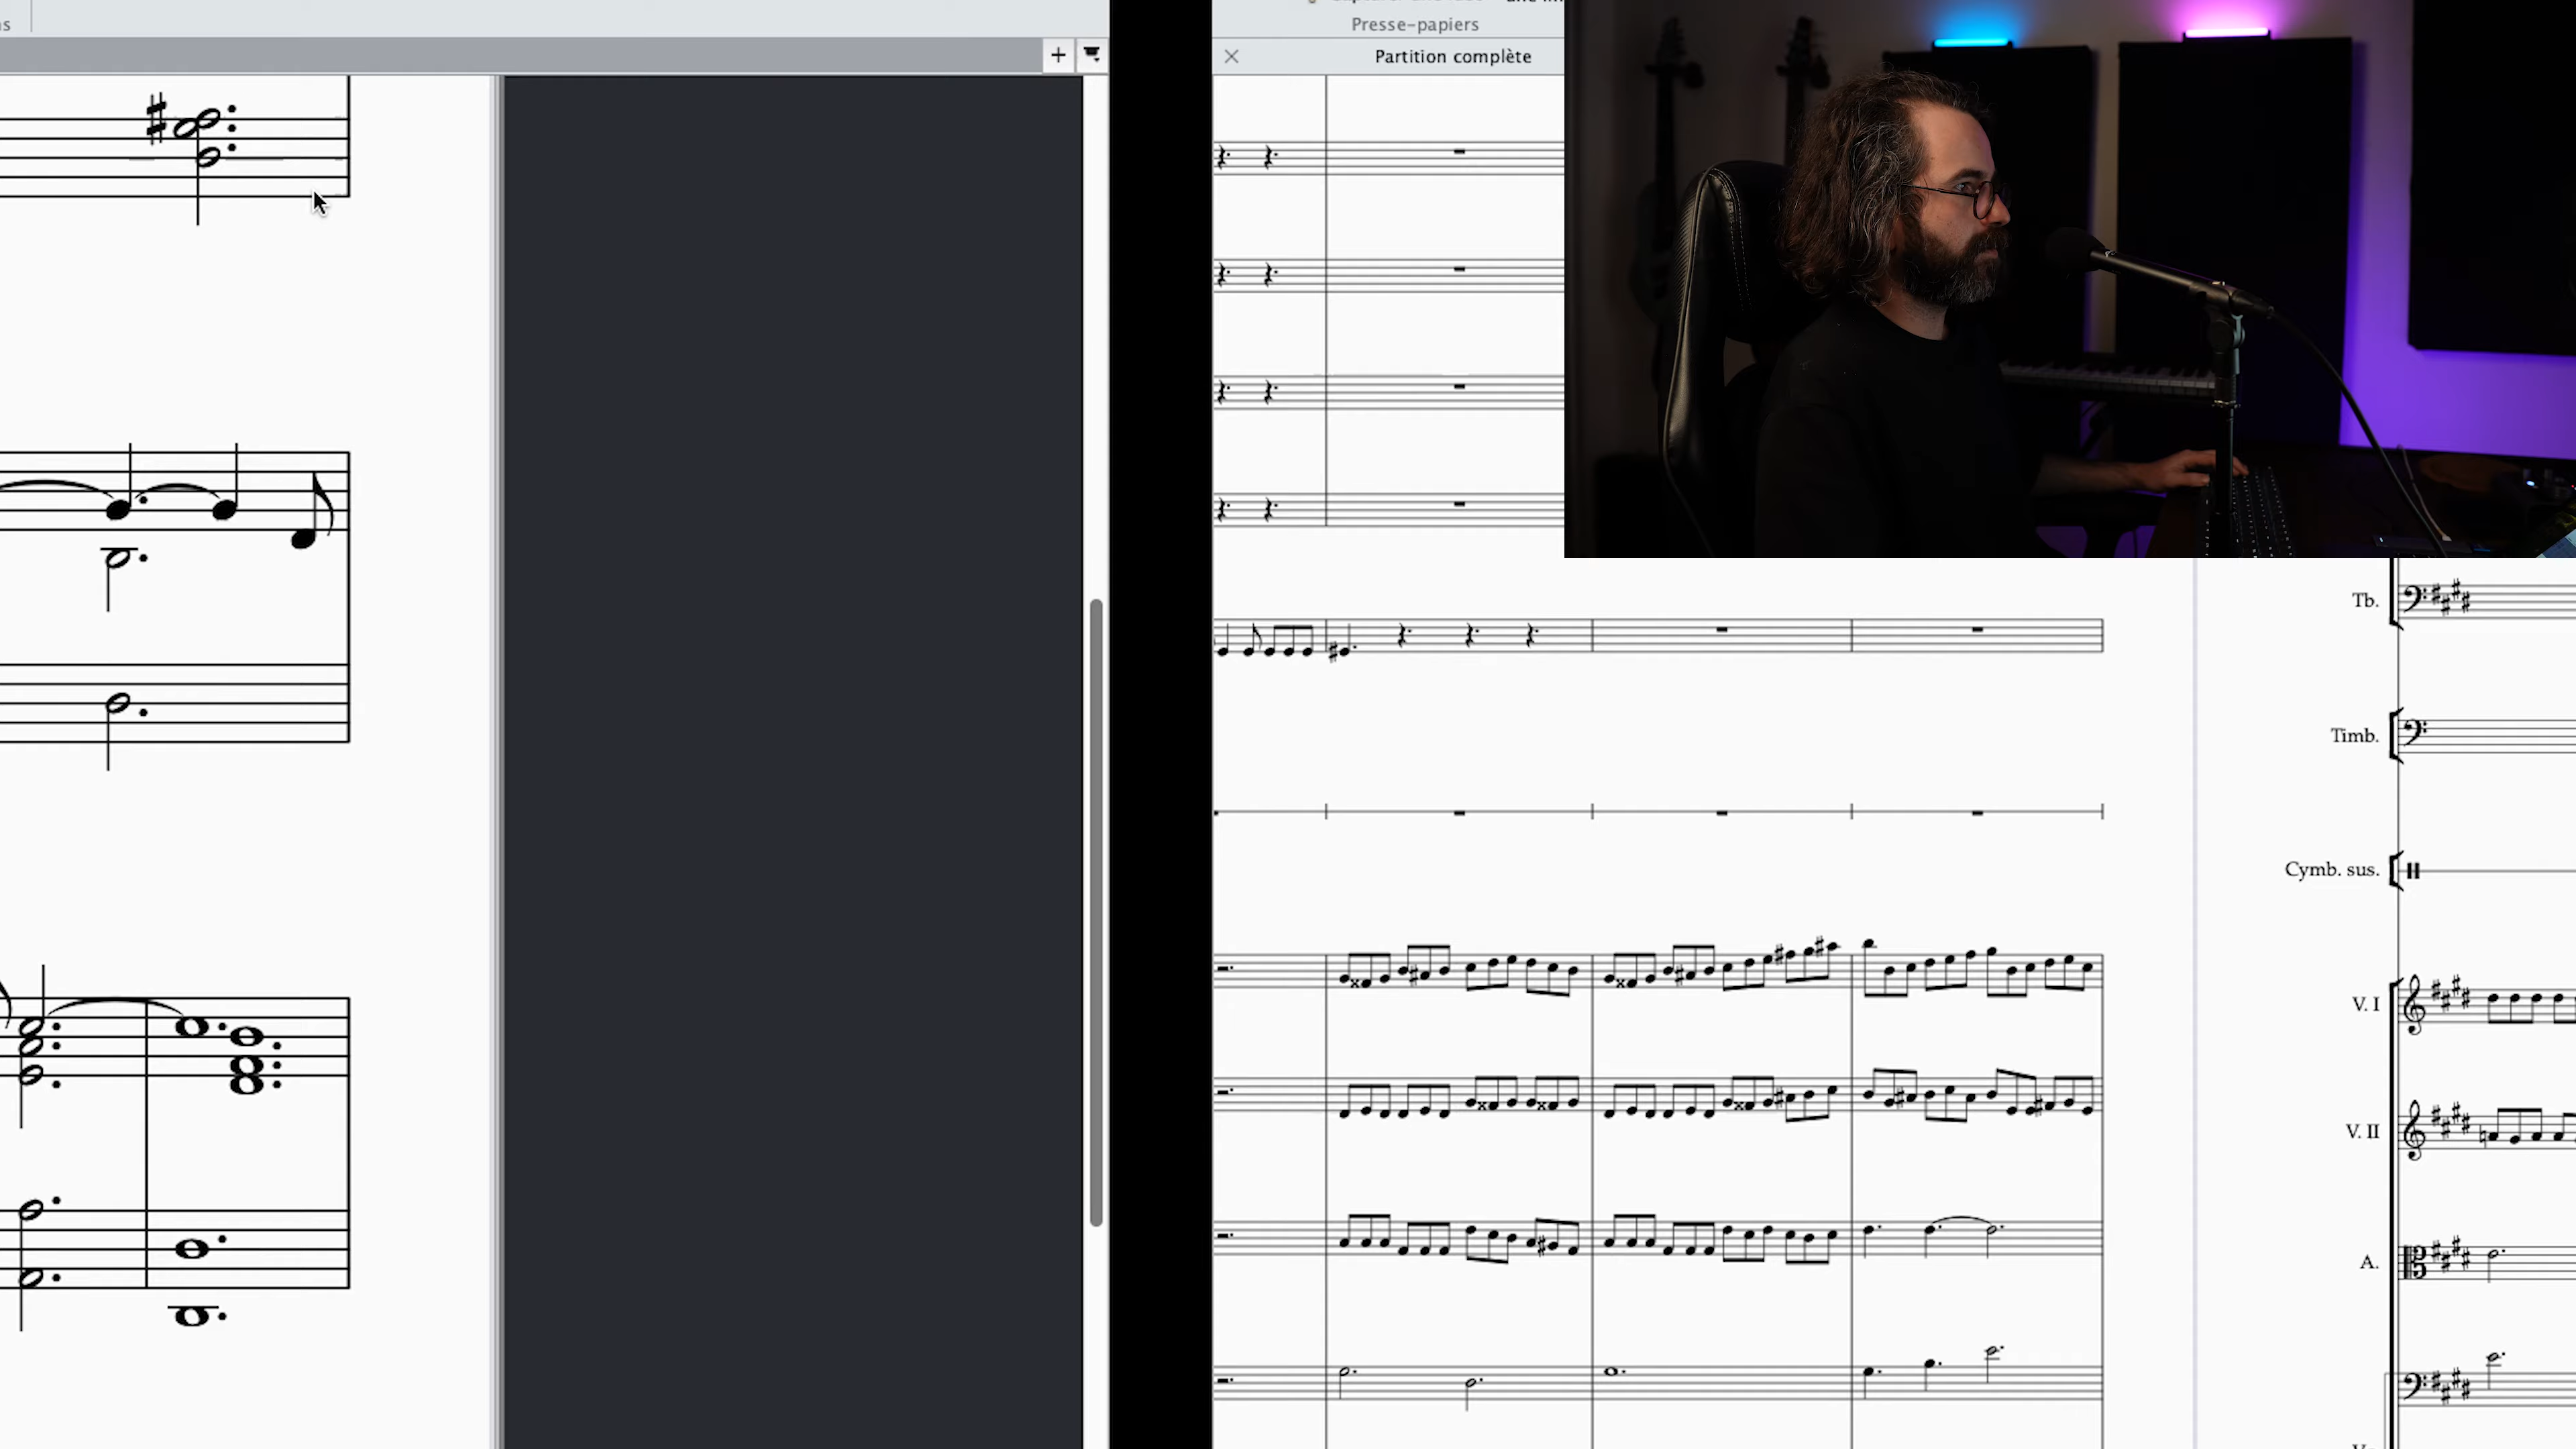 Presse-papiers
Partition complète
Tb.
Timb.
Cymb. sus.
V. I
V. II
A.